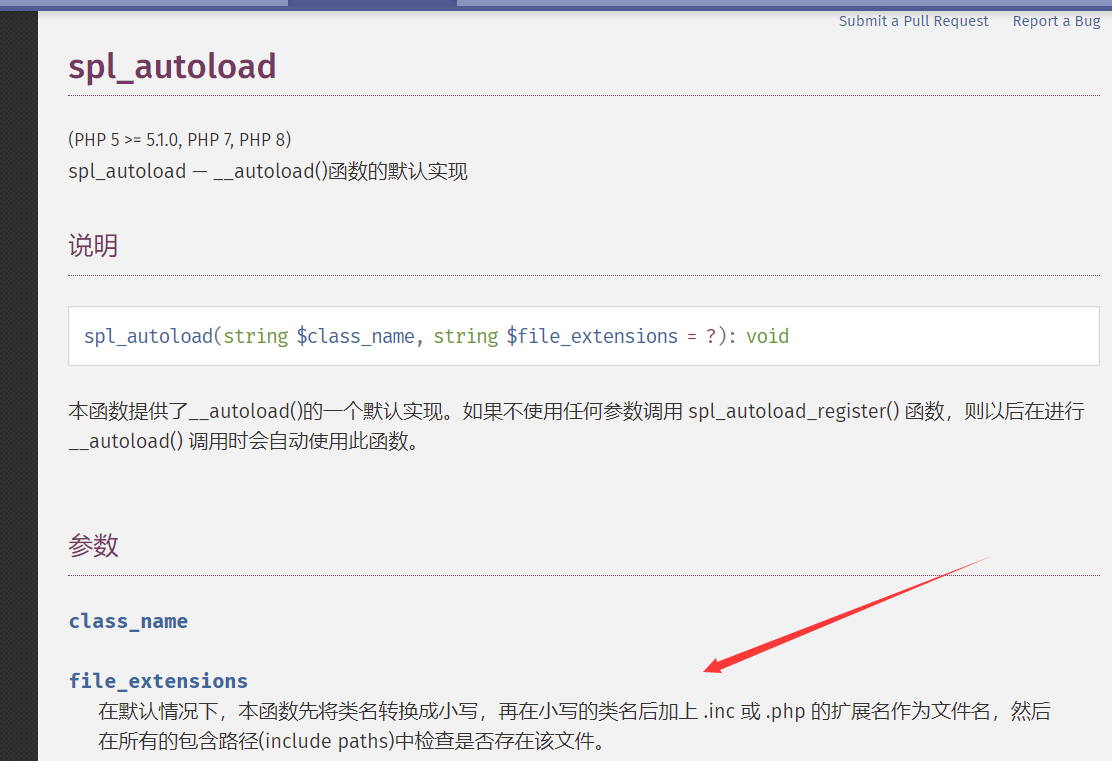 Submit a Pull Request Report a Bug
spl_autoload
(PHP 5 >= 5.1.0, PHP 7, PHP 8)
spl_autoload — __autoload()函数的默认实现
说明
spl_autoload(string $class_name, string $file_extensions = ?): void
本函数提供了__autoload()的一个默认实现。如果不使用任何参数调用 spl_autoload_register() 函数，则以后在进行
__autoload() 调用时会自动使用此函数。
参数
class_name
file_extensions
在默认情况下，本函数先将类名转换成小写，再在小写的类名后加上 .inc 或 .php 的扩展名作为文件名，然后
在所有的包含路径(include paths)中检查是否存在该文件。